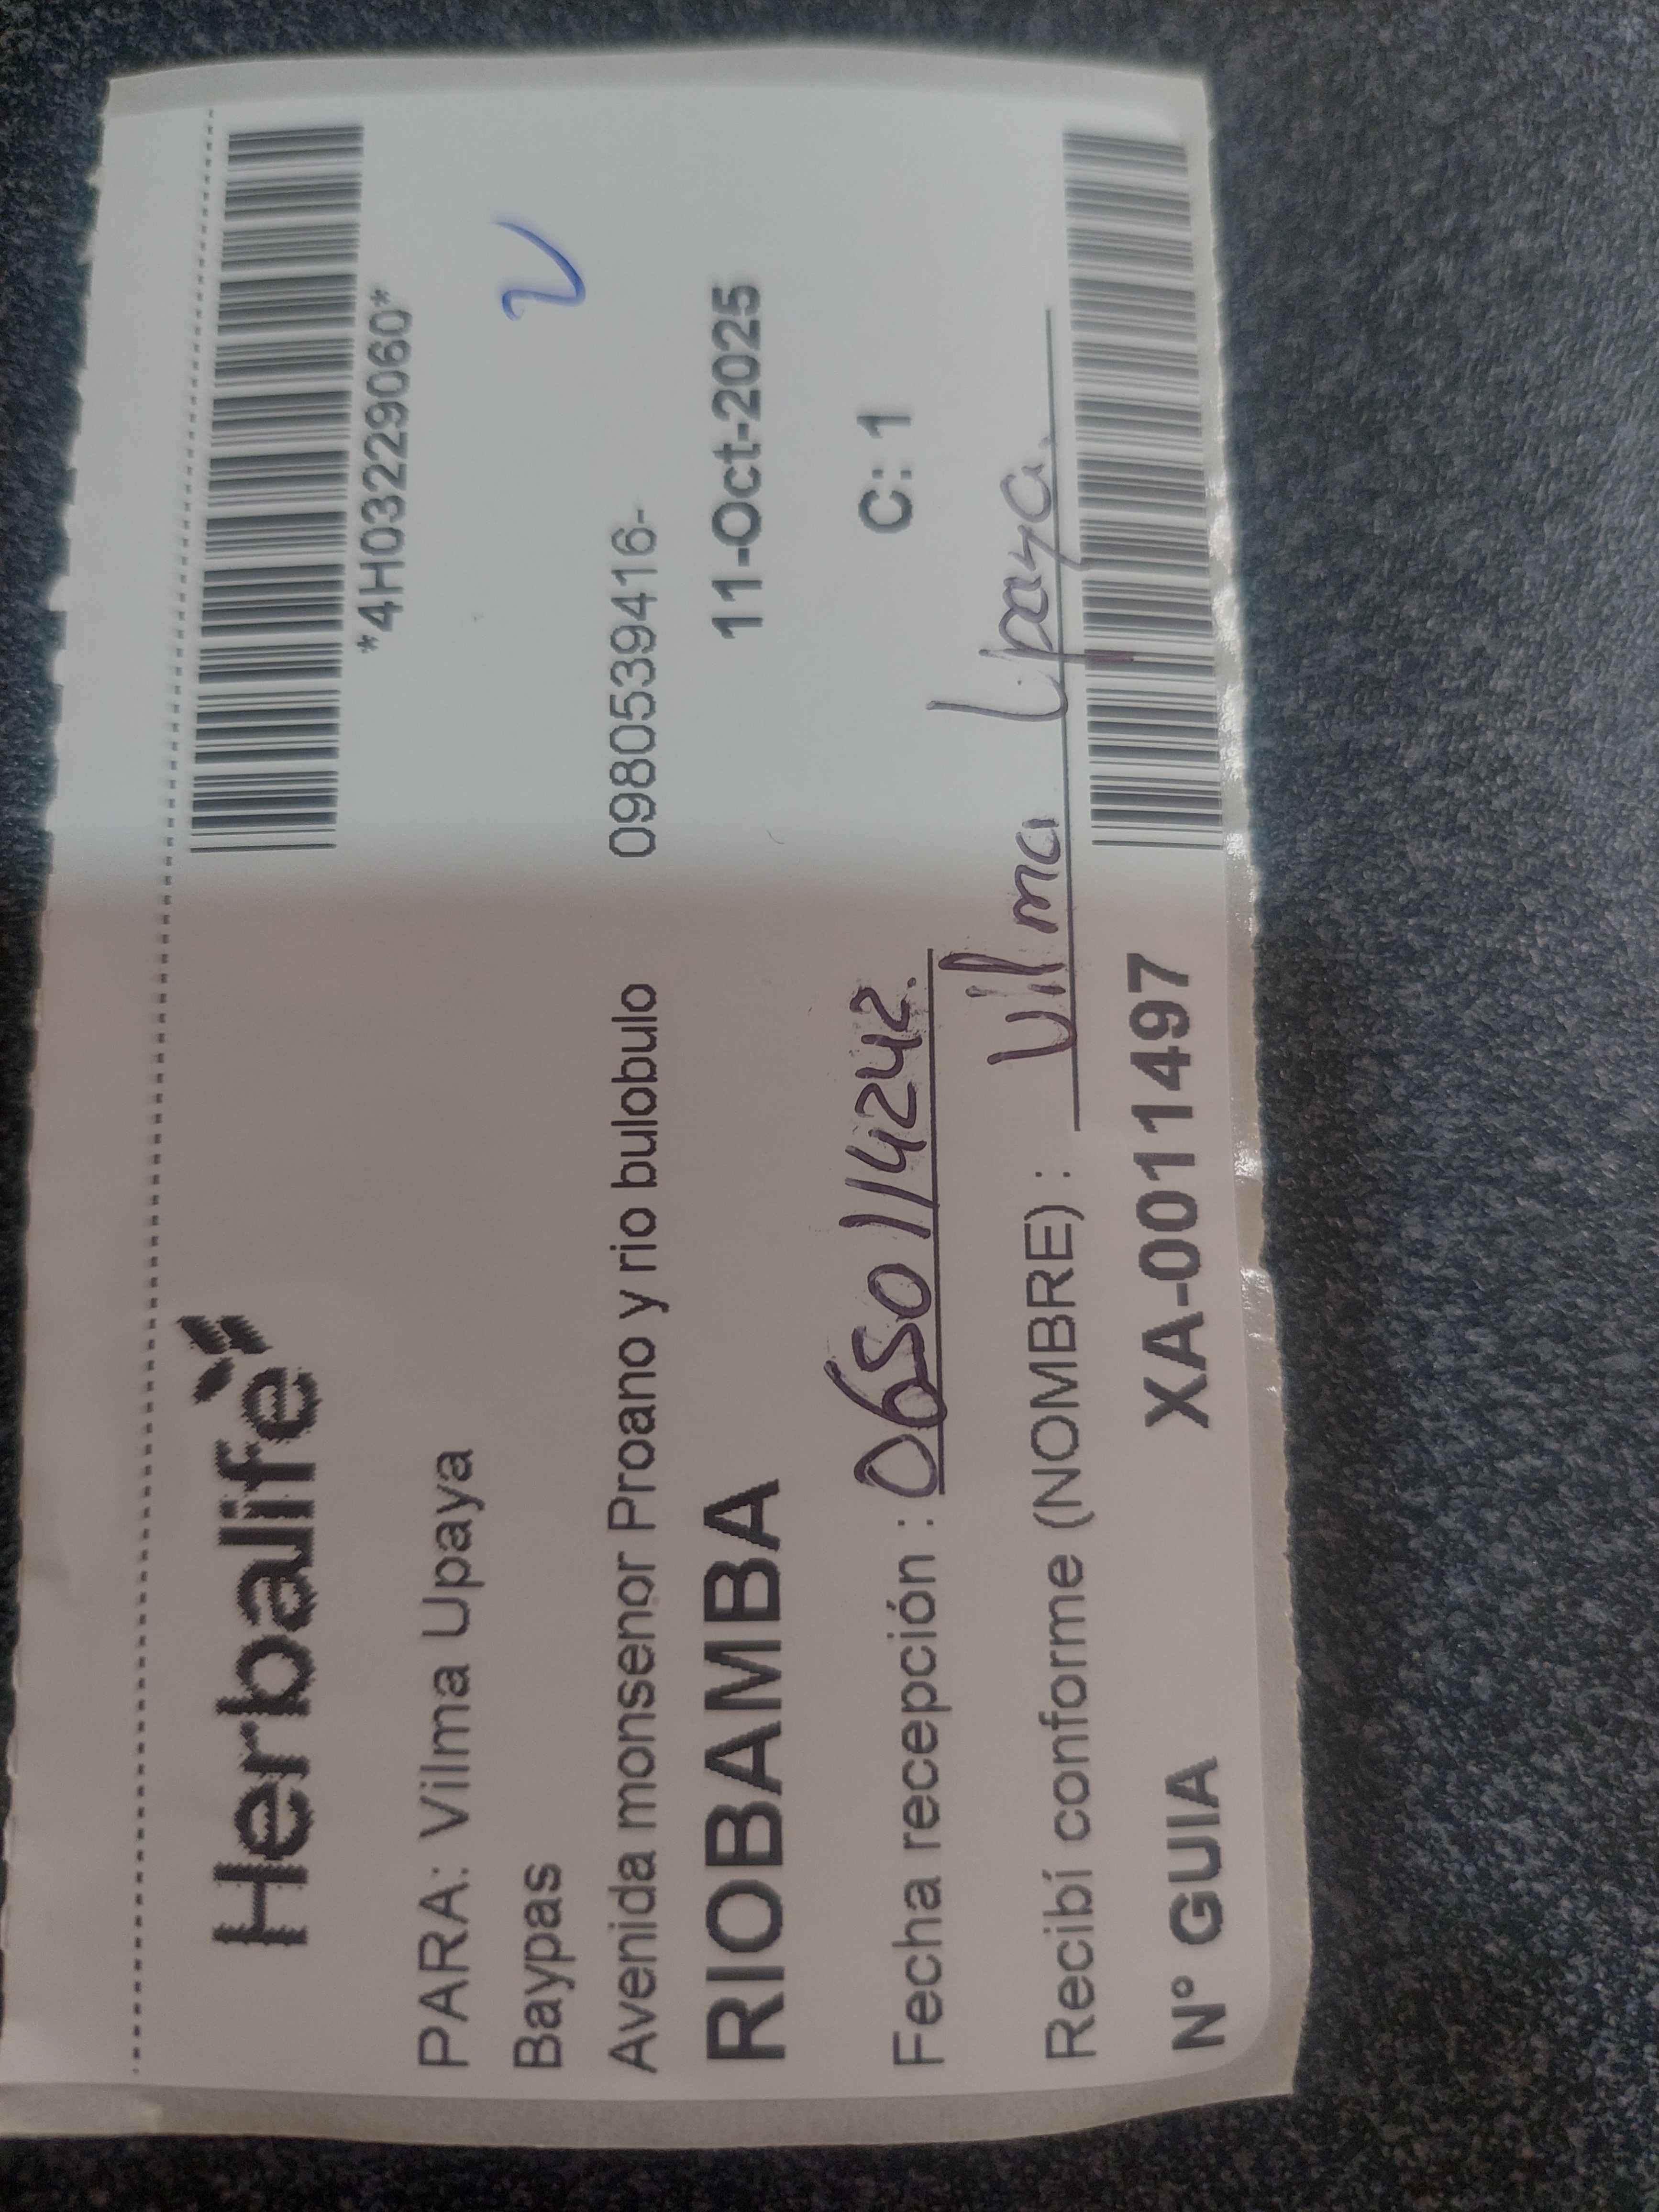 Herbalife
*4H03229060*
PARA: Vilma Upaya
Baypas
Avenida monsenor Proano y rio bulobulo 0980539416-
RIOBAMBA 11-Oct-2025
Fecha recepción : 0650114242. C: 1
Recibí conforme (NOMBRE) : Vilma Upaya.
N° GUIA XA-0011497